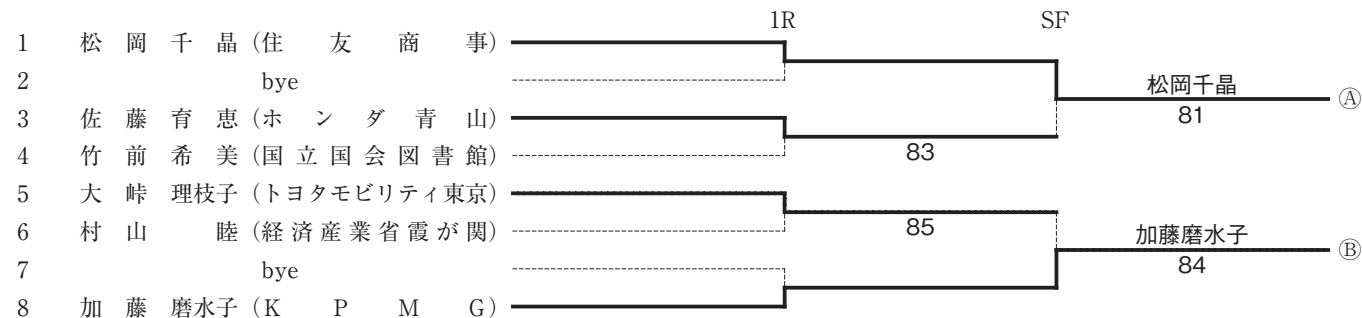 1R SF
1 松岡千晶 (住友商事)
2 bye
松岡千晶 Ⓐ
81
3 佐藤育恵 (ホンダ青山)
83
4 竹前希美 (国立国会図書館)
5 大峠理枝子 (トヨタモビリティ東京)
85
6 村山睦 (経済産業省霞が関)
加藤磨水子 Ⓑ
84
7 bye
8 加藤磨水子 (KPMG)